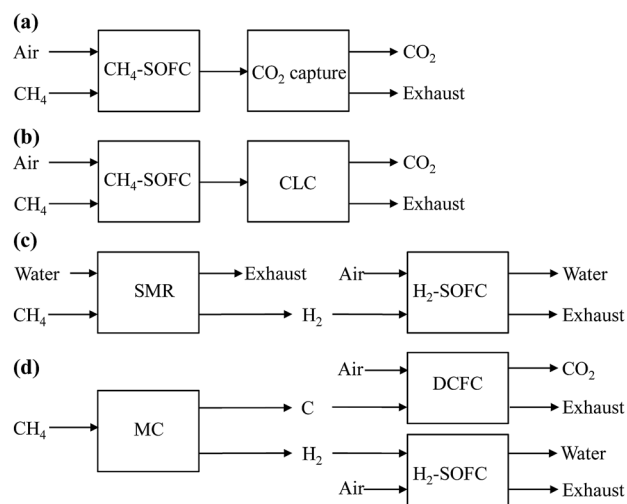 (a)
Air
CH₄
CH₄-SOFC
CO₂ capture
CO₂
Exhaust
(b)
Air
CH₄
CH₄-SOFC
CLC
CO₂
Exhaust
(c)
Water
CH₄
SMR
Exhaust
H₂
Air
H₂-SOFC
Water
Exhaust
(d)
CH₄
MC
C
H₂
Air
DCFC
CO₂
Exhaust
Air
H₂-SOFC
Water
Exhaust